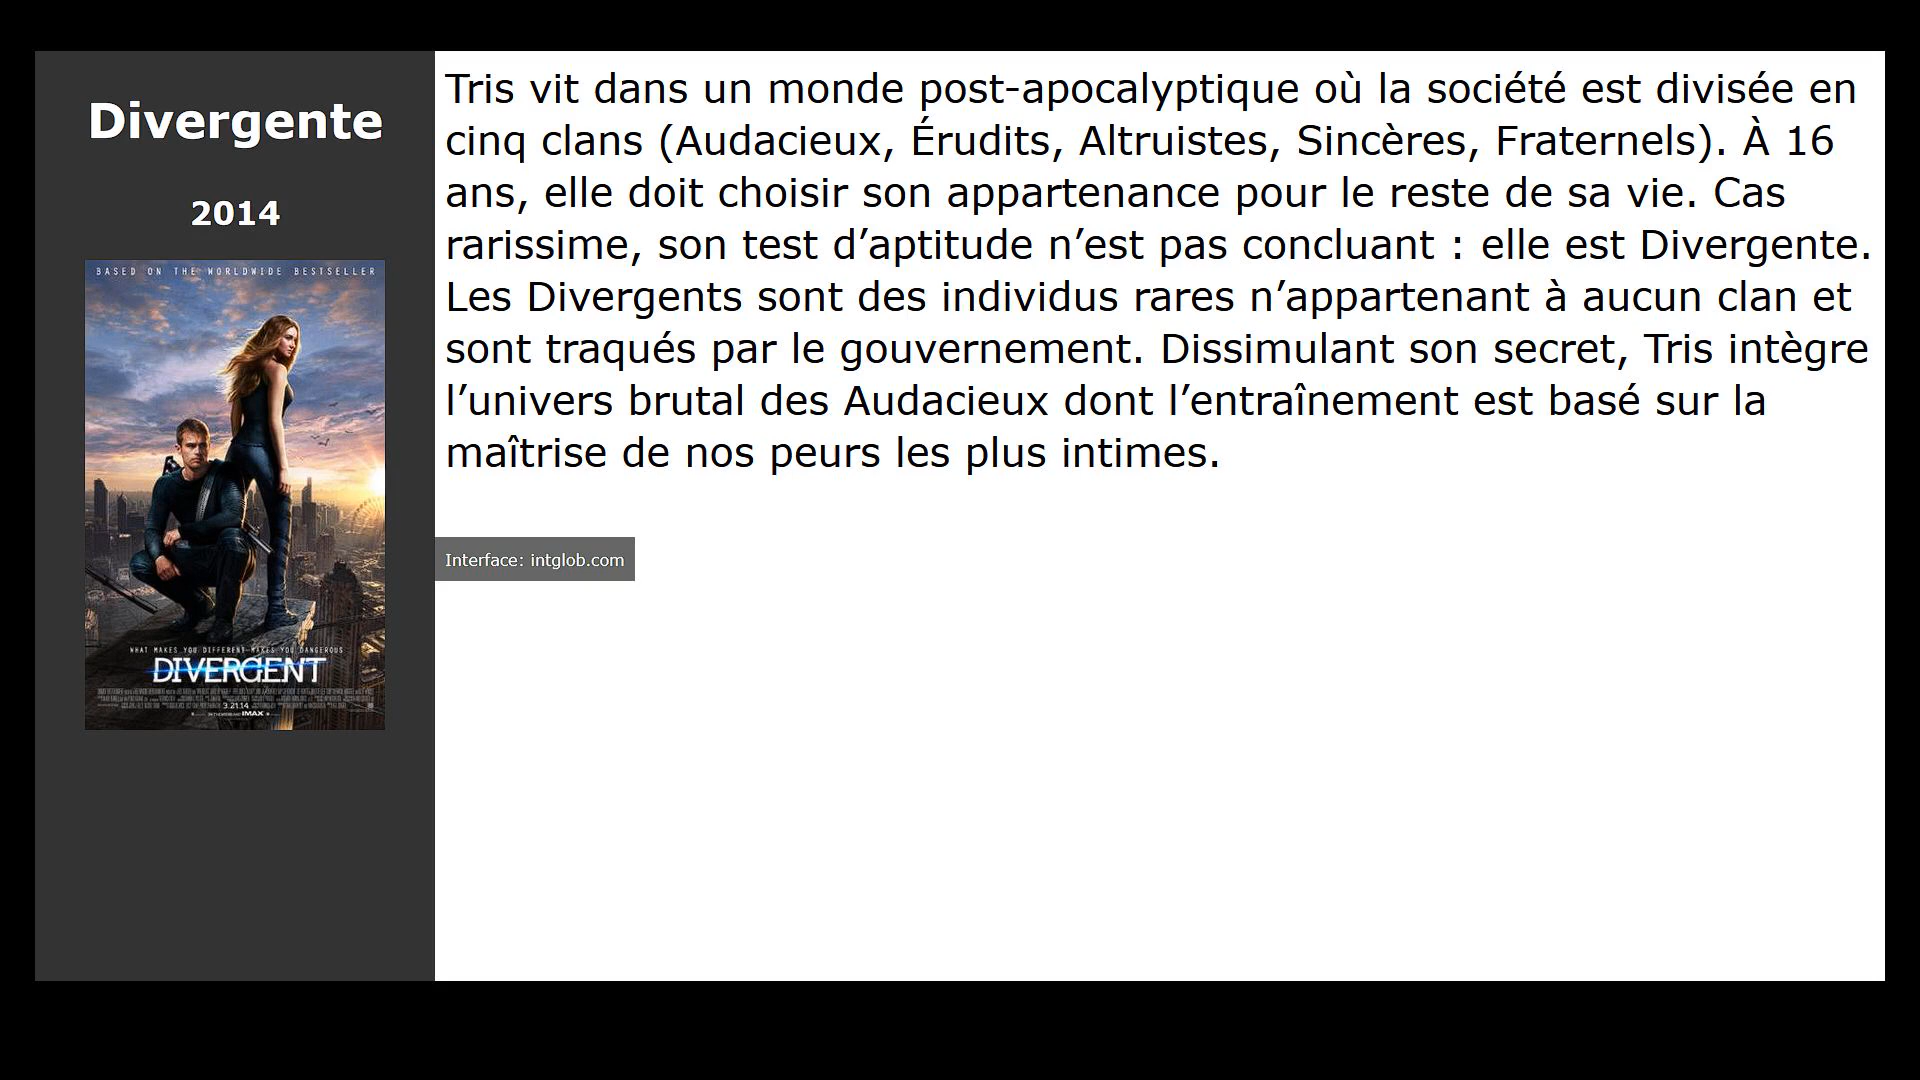 Divergente
2014
BASED ON THE WORLDWIDE BESTSELLER
WHAT MAKES YOU DIFFERENT MAKES YOU DANGEROUS
DIVERGENT
3.21.14
IN THEATERS AND IMAX
Tris vit dans un monde post-apocalyptique où la société est divisée en
cinq clans (Audacieux, Érudits, Altruistes, Sincères, Fraternels). À 16
ans, elle doit choisir son appartenance pour le reste de sa vie. Cas
rarissime, son test d’aptitude n’est pas concluant : elle est Divergente.
Les Divergents sont des individus rares n’appartenant à aucun clan et
sont traqués par le gouvernement. Dissimulant son secret, Tris intègre
l’univers brutal des Audacieux dont l’entraînement est basé sur la
maîtrise de nos peurs les plus intimes.
Interface: intglob.com